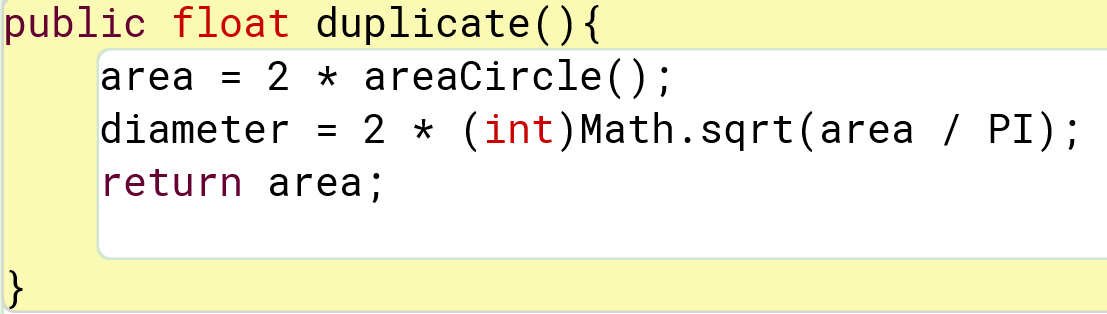 public float duplicate(){
area = 2 * areaCircle();
diameter = 2 * (int)Math.sqrt(area / PI);
return area;
}